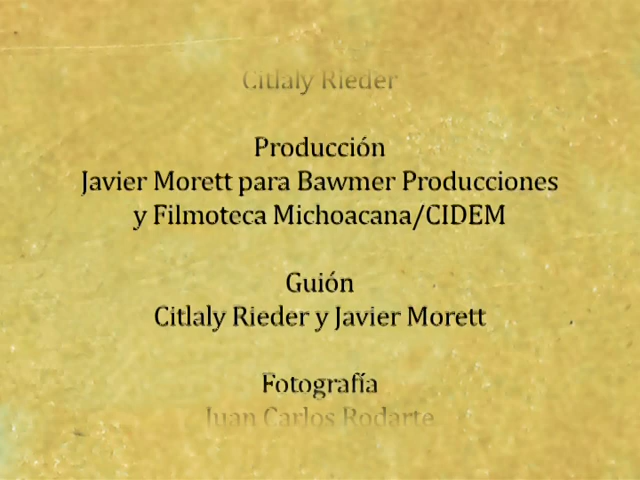 Citlaly Rieder
Producción
Javier Morett para Bawmer Producciones
y Filmoteca Michoacana/CIDEM
Guión
Citlaly Rieder y Javier Morett
Fotografía
Juan Carlos Rodarte